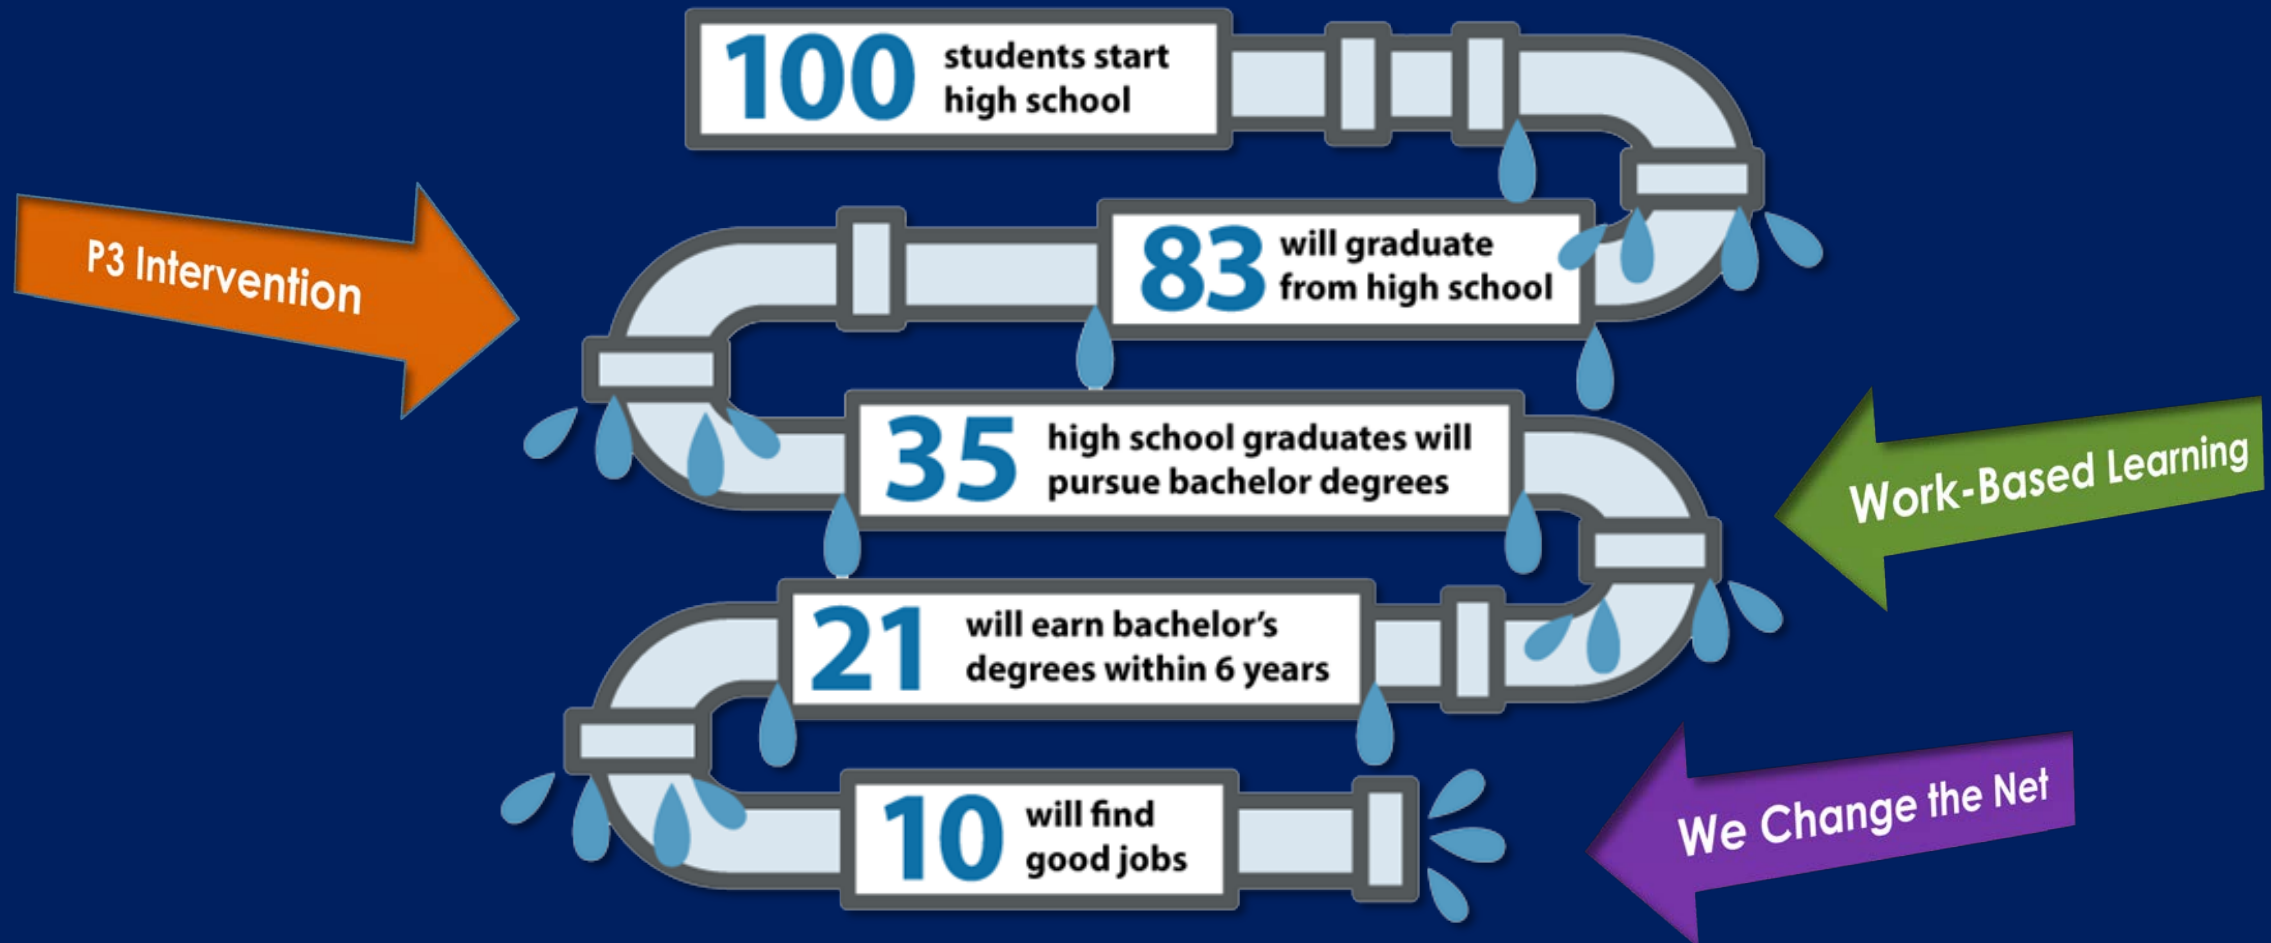 100 students start
high school
P3 Intervention
83 will graduate
from high school
35 high school graduates will
pursue bachelor degrees
Work-Based Learning
21 will earn bachelor’s
degrees within 6 years
10 will find
good jobs
We Change the Net